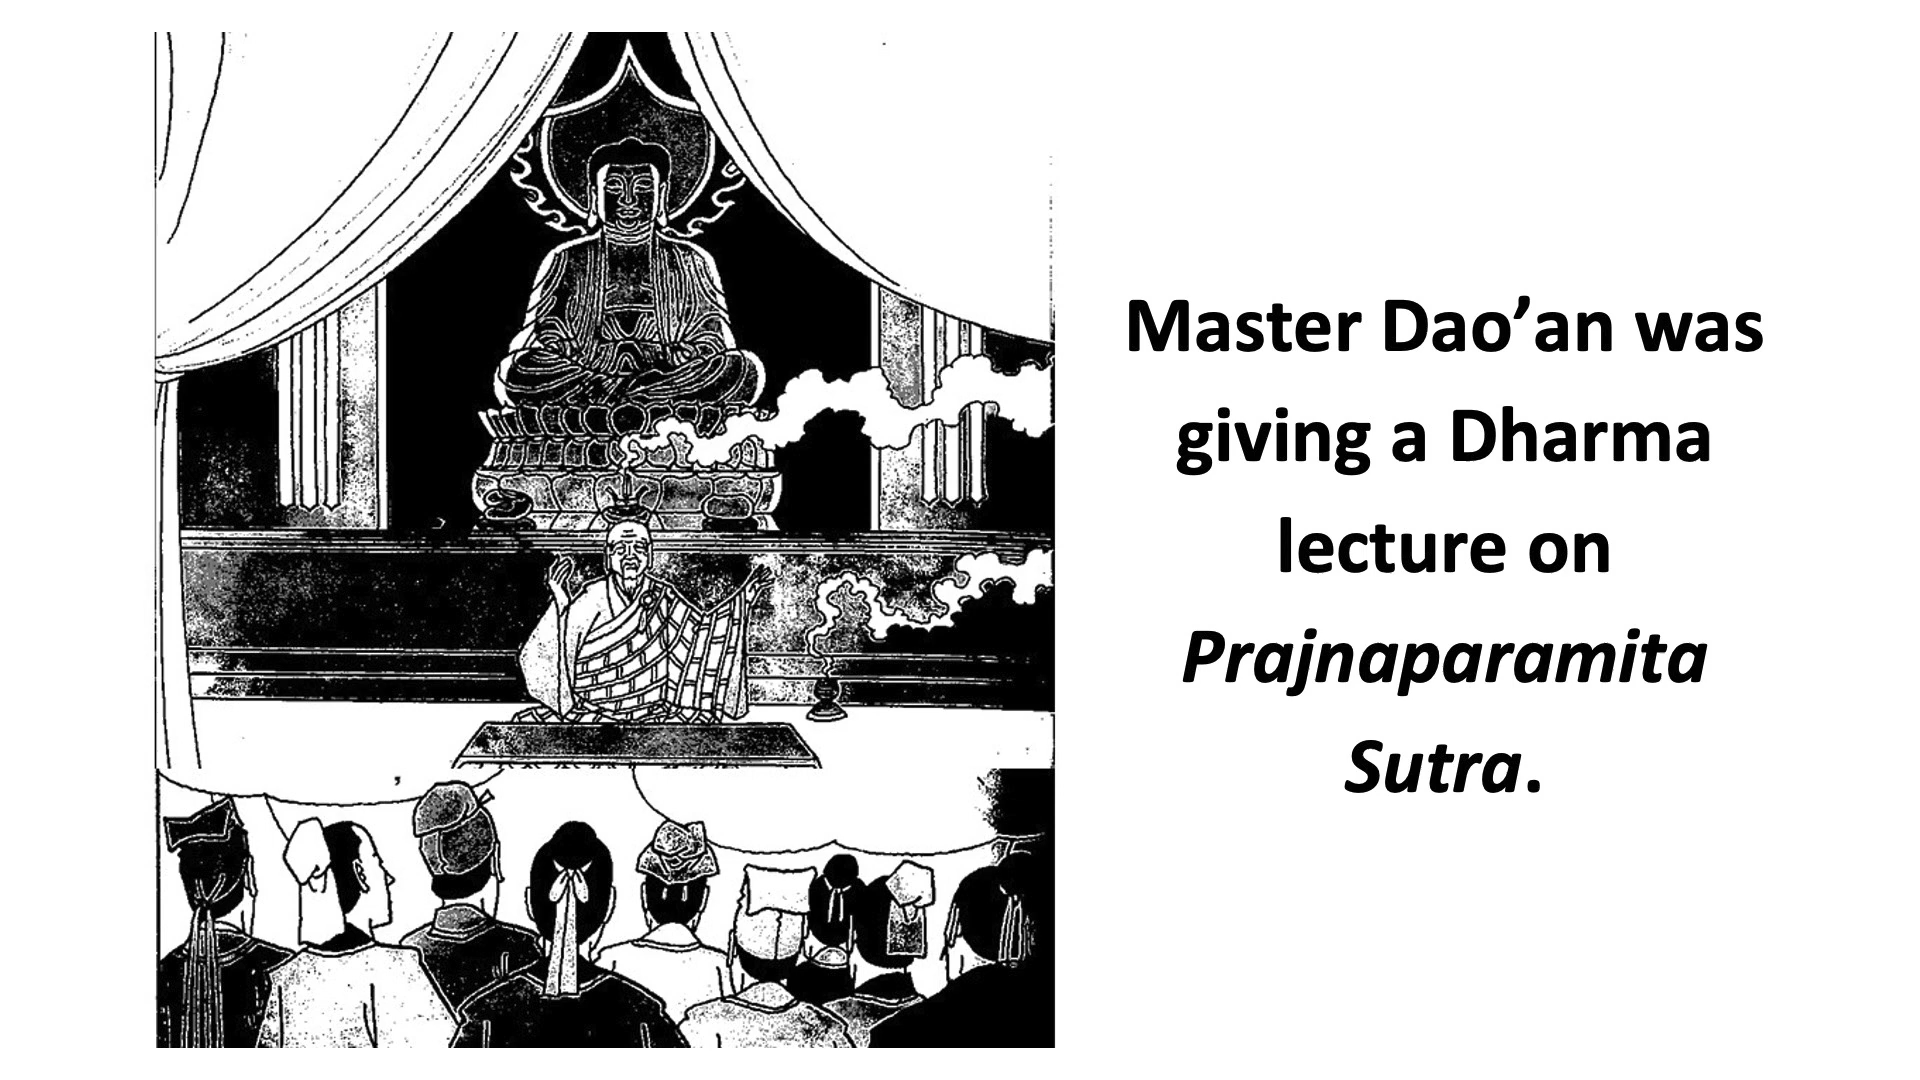 Master Dao’an was
giving a Dharma
lecture on
Prajnaparamita
Sutra.